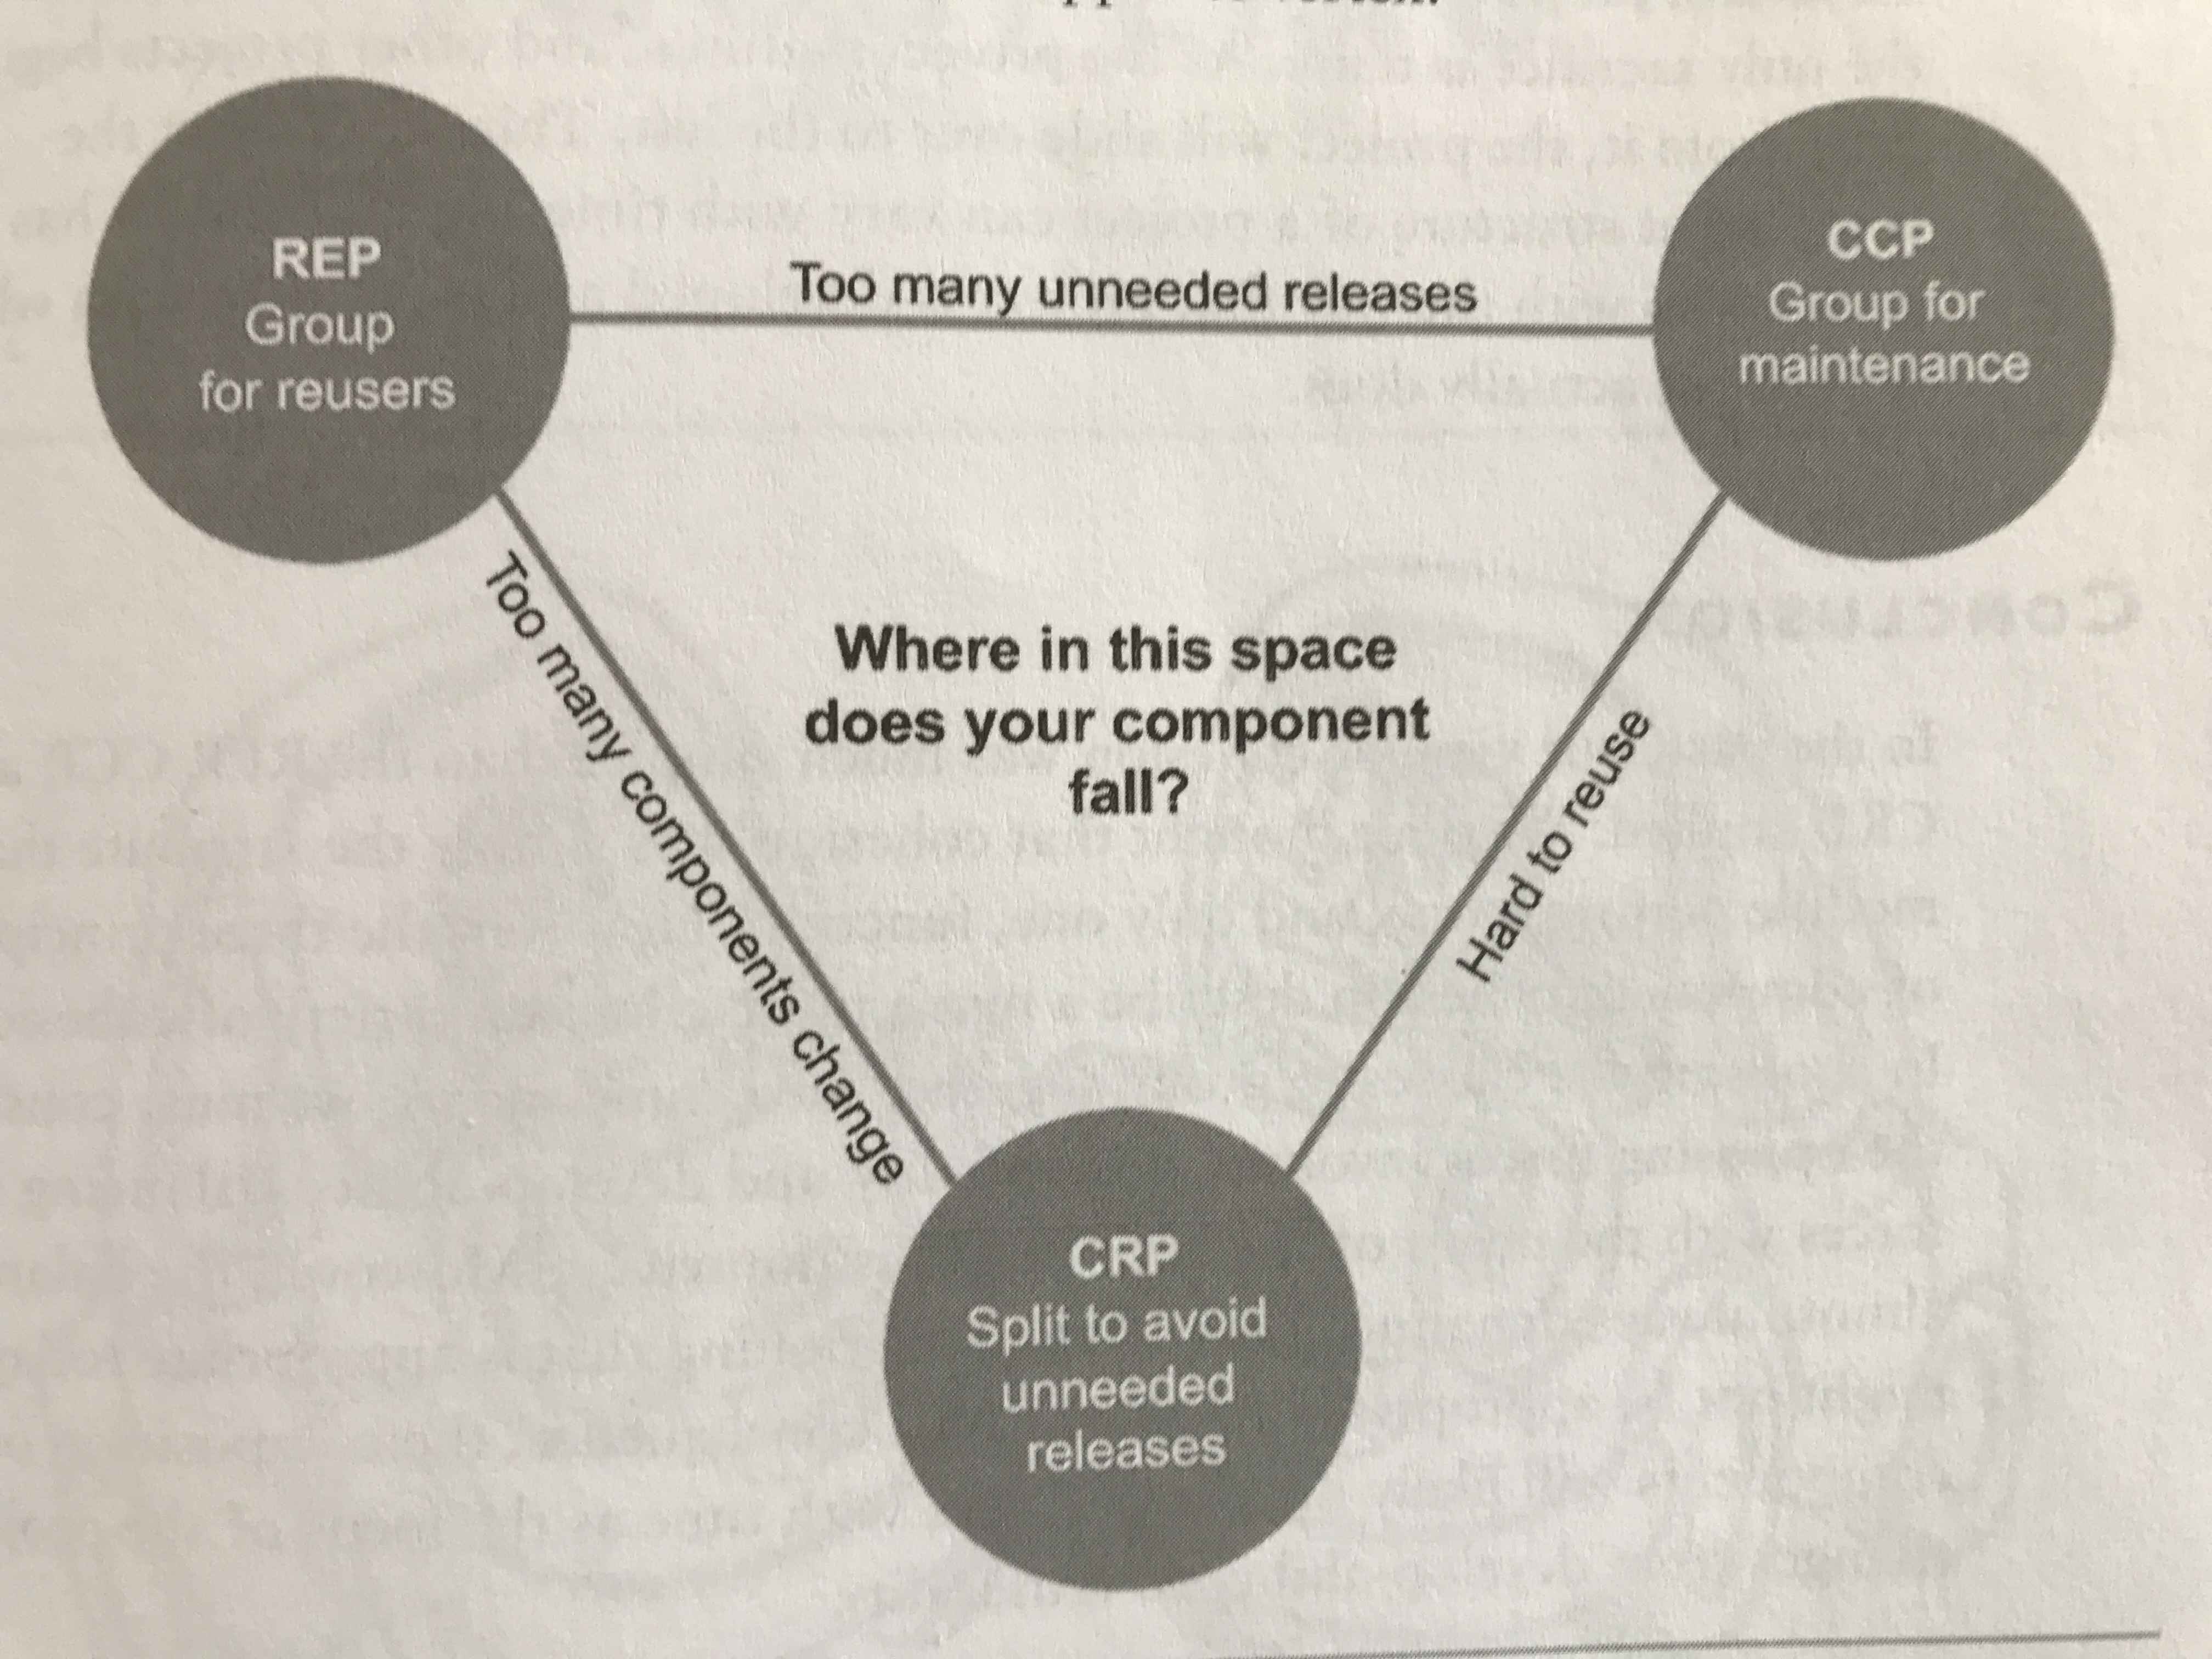 REP
Group
for reusers
Too many unneeded releases
CCP
Group for
maintenance
Too many components change
Where in this space
does your component
fall?
Hard to reuse
CRP
Split to avoid
unneeded
releases